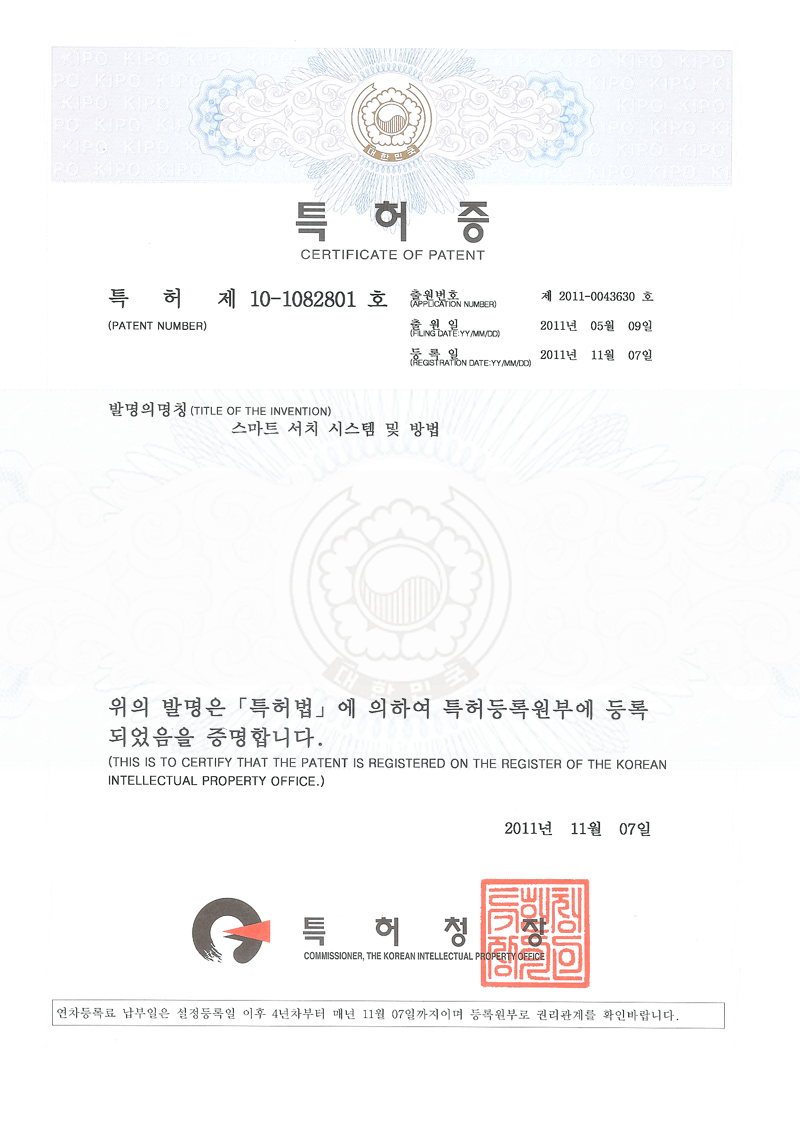 KIPO KIPO KIPO KIPO
대한민국
특 허 증
CERTIFICATE OF PATENT
특 허 제 10-1082801 호
(PATENT NUMBER)
출원번호 제 2011-0043630 호
(APPLICATION NUMBER)
출 원 일 2011년 05월 09일
(FILING DATE:YY/MM/DD)
등 록 일 2011년 11월 07일
(REGISTRATION DATE:YY/MM/DD)
발명의명칭(TITLE OF THE INVENTION)
스마트 서치 시스템 및 방법
대한민국
위의 발명은 「특허법」에 의하여 특허등록원부에 등록
되었음을 증명합니다.
(THIS IS TO CERTIFY THAT THE PATENT IS REGISTERED ON THE REGISTER OF THE KOREAN
INTELLECTUAL PROPERTY OFFICE.)
2011년 11월 07일
특 허 청 장
COMMISSIONER, THE KOREAN INTELLECTUAL PROPERTY OFFICE
연차등록료 납부일은 설정등록일 이후 4년차부터 매년 11월 07일까지이며 등록원부로 권리관계를 확인바랍니다.